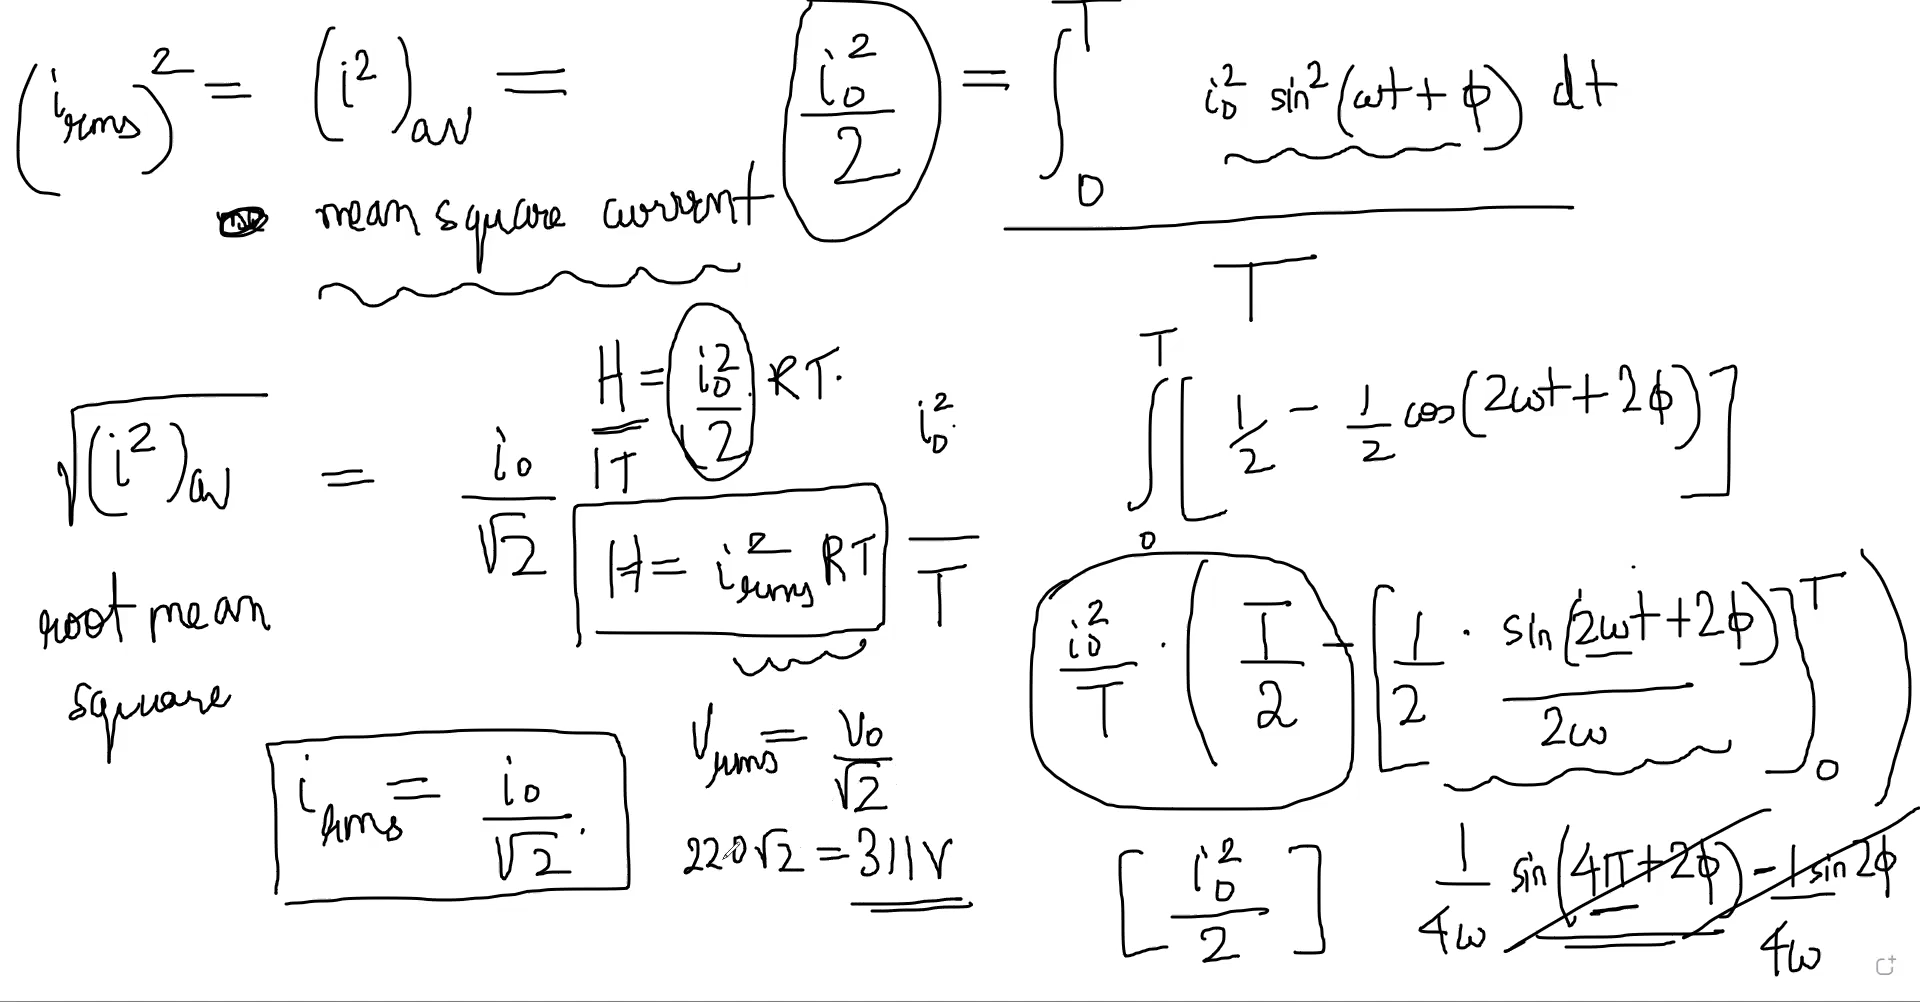 (i_rms)² = (i²)_av = i₀²/2 = ∫₀ᵀ i₀² sin²(ωt + ϕ) dt / T
mean square current
H = i₀²/2 . RT.
1T
i₀².
T
∫₀ᵀ [1/2 − 1/2 cos(2ωt + 2ϕ)]
√(i²)_av = i₀/√2
H = i²_rms RT
root mean
square
i₀²/T . (T/2 − [1/2 . sin(2ωt + 2ϕ)/2ω]₀ᵀ)
i_rms = i₀/√2.
V_rms = V₀/√2
220√2 = 311V
[i₀²/2]
1/4ω sin(4π + 2ϕ) − 1 sin 2ϕ/4ω